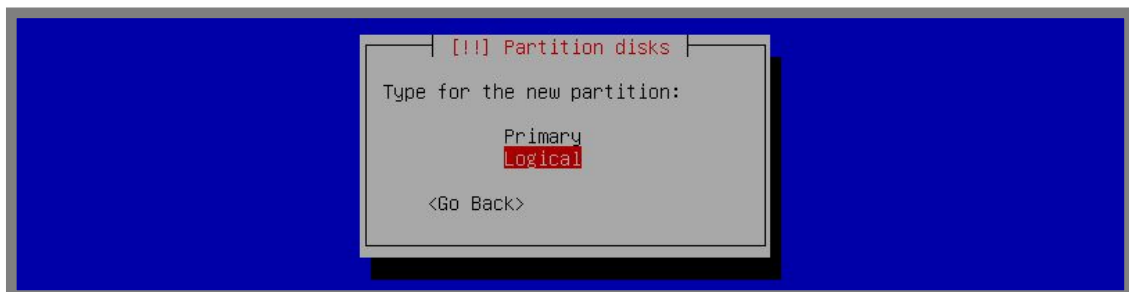 [!!] Partition disks
Type for the new partition:
Primary
Logical
<Go Back>